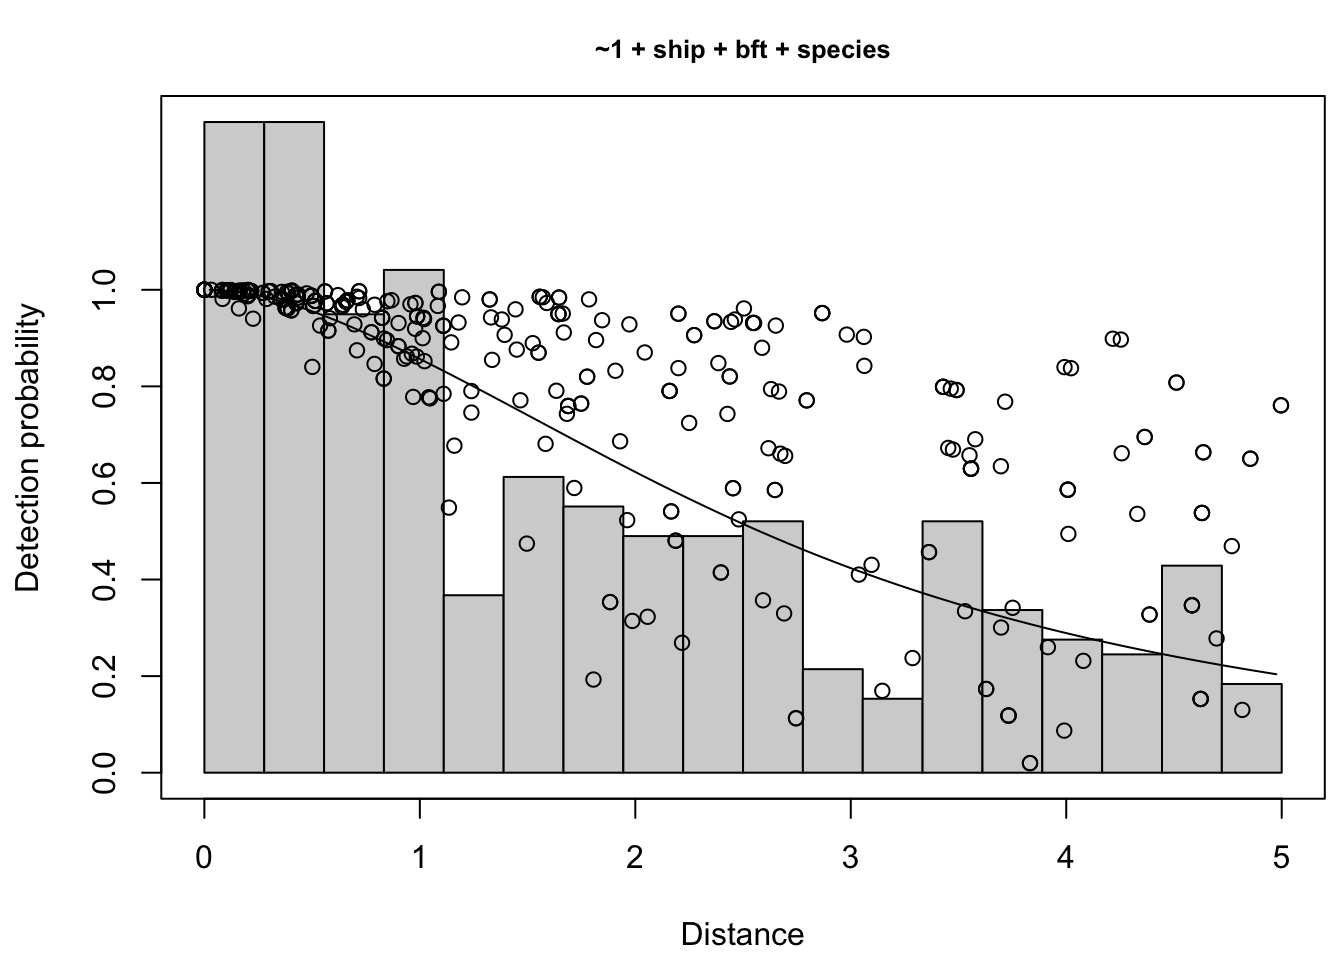 ~1 + ship + bft + species
Detection probability
1.0
0.8
0.6
0.4
0.2
0.0
0 1 2 3 4 5
Distance